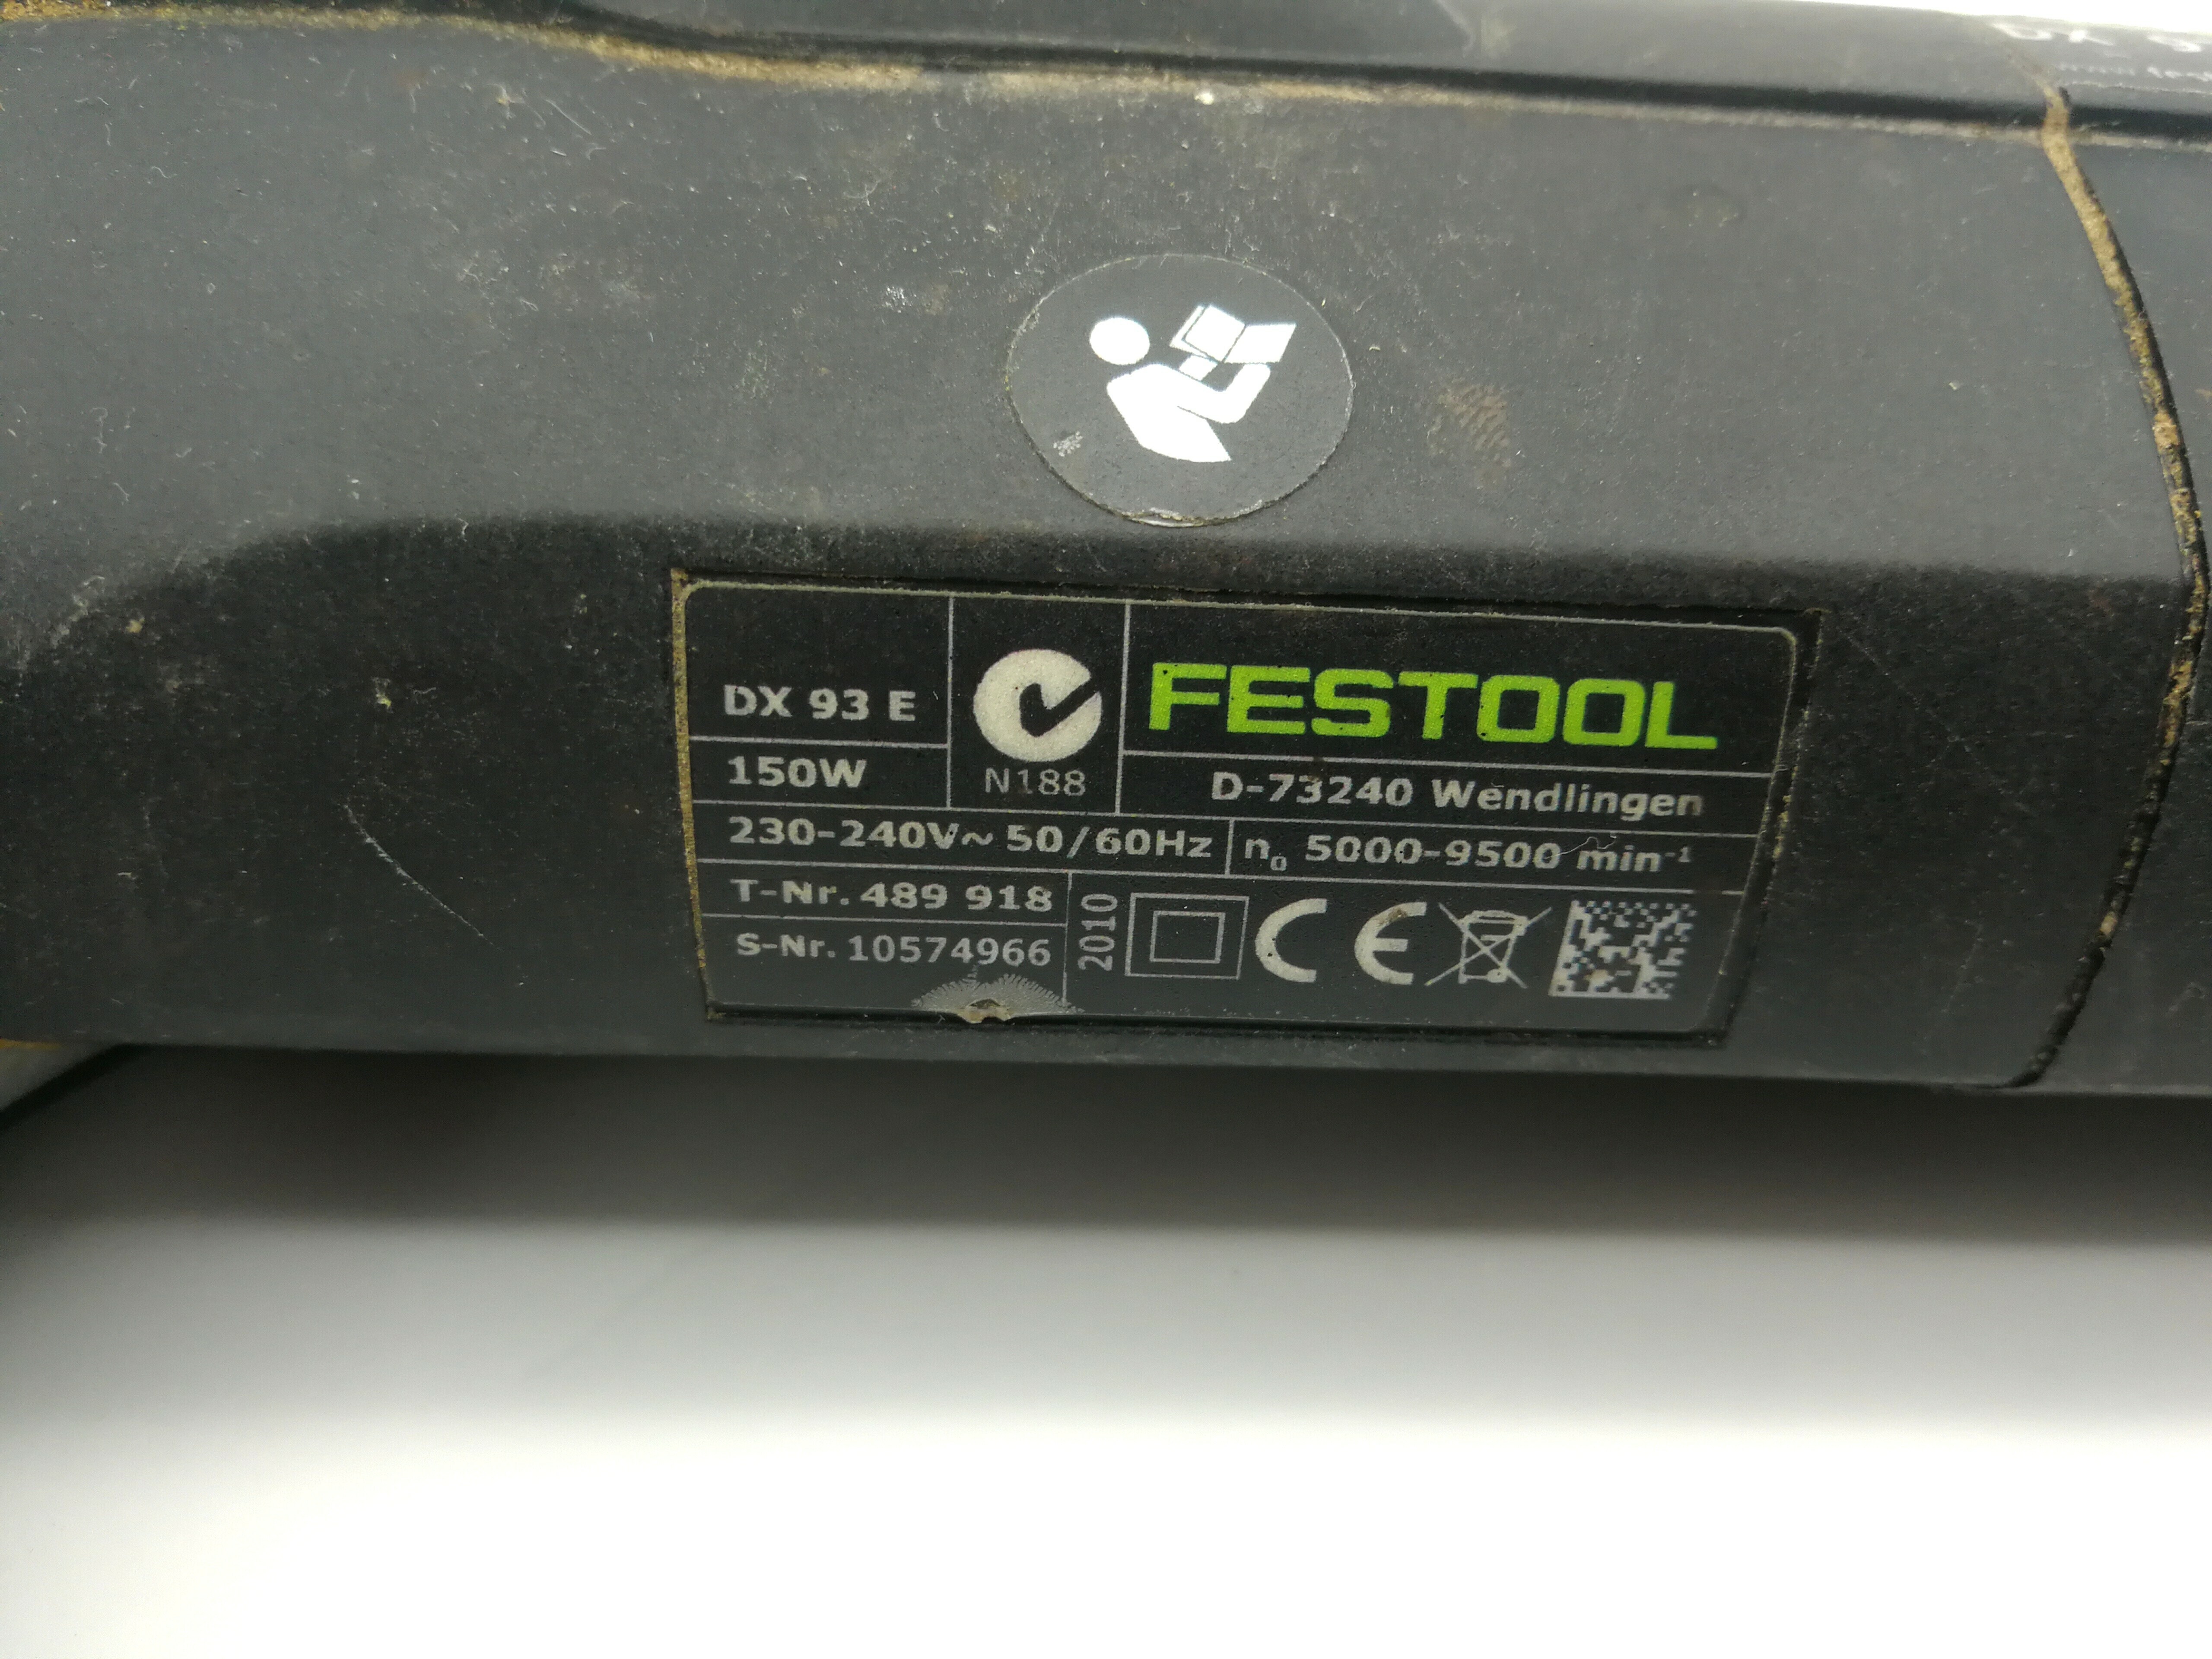 DX 93 E
N188
FESTOOL
150W
D-73240 Wendlingen
230-240V~ 50/60Hz
n₀ 5000-9500 min⁻¹
T-Nr. 489 918
S-Nr. 10574966
2010
CE